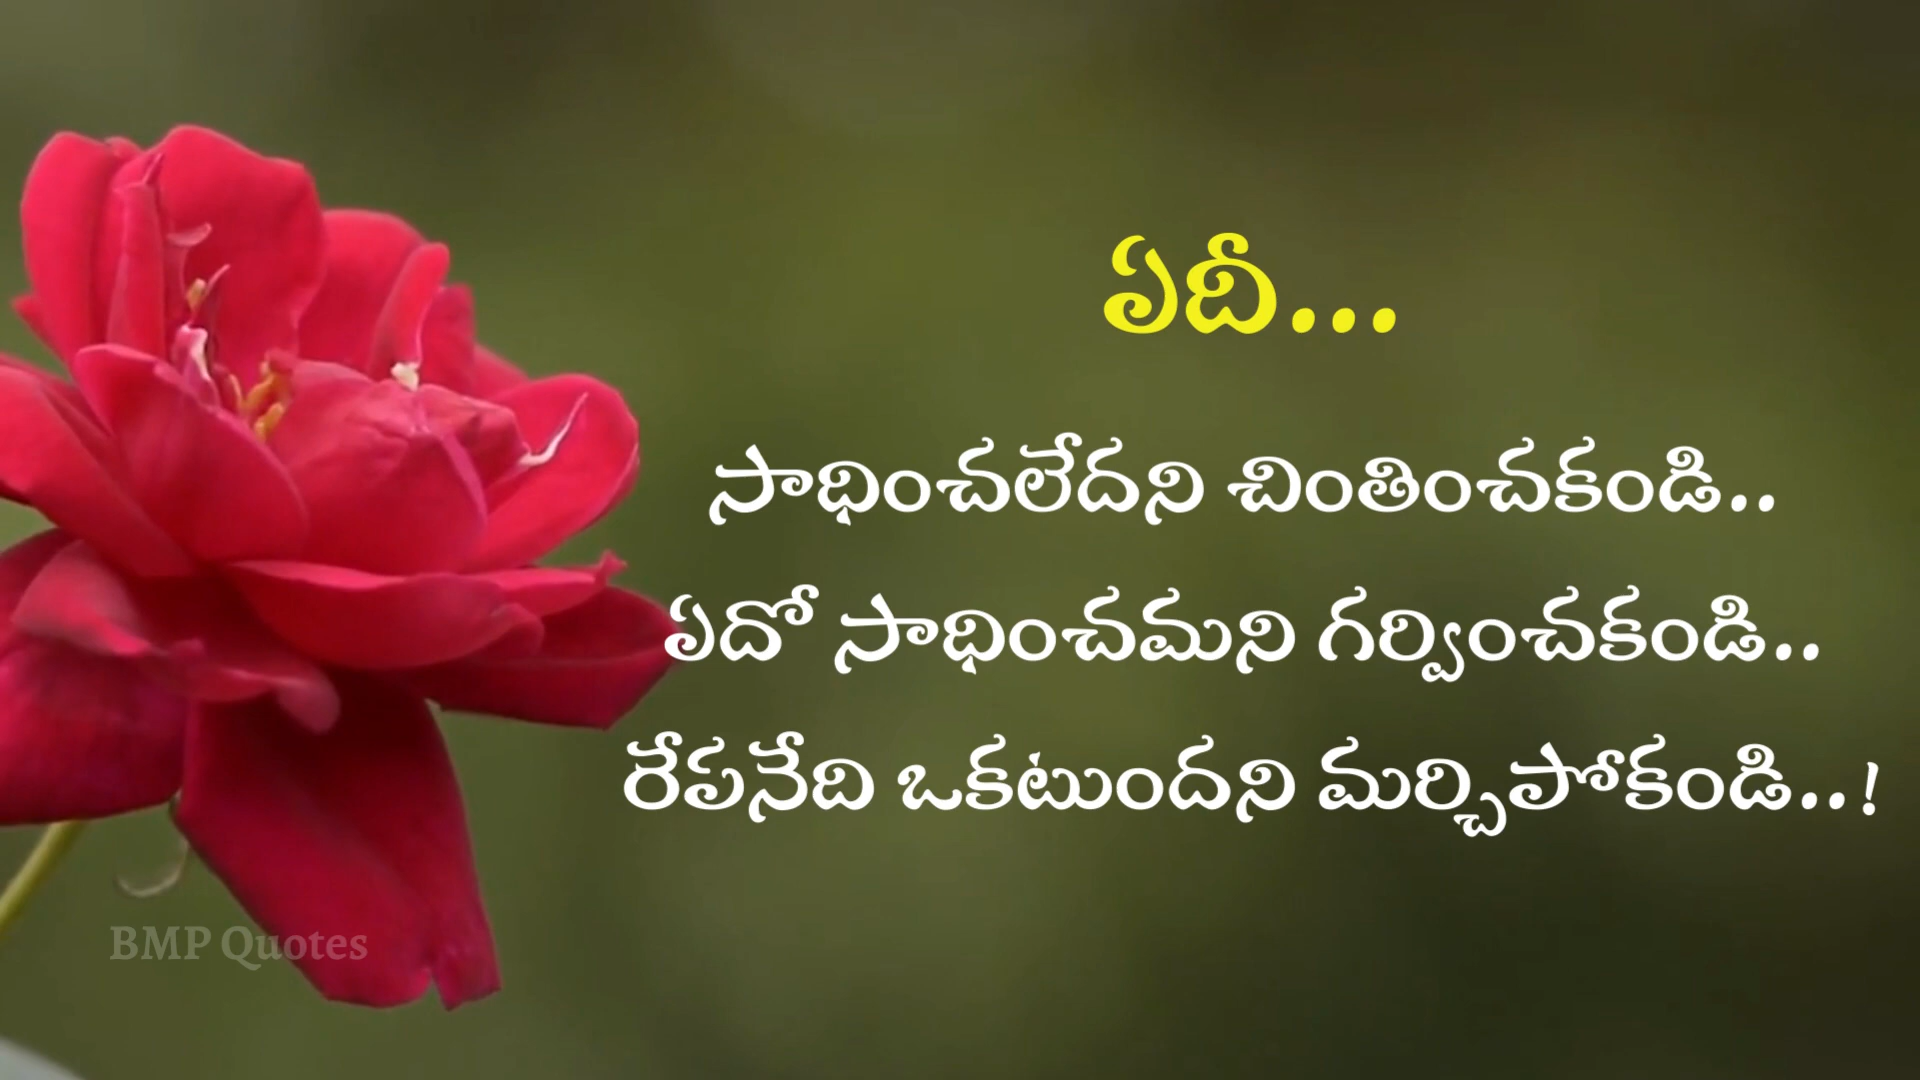 ఏదీ...
సాధించలేదని చింతించకండి..
ఏదో సాధించమని గర్వించకండి..
రేపనేది ఒకటుందని మర్చిపోకండి..!
BMP Quotes